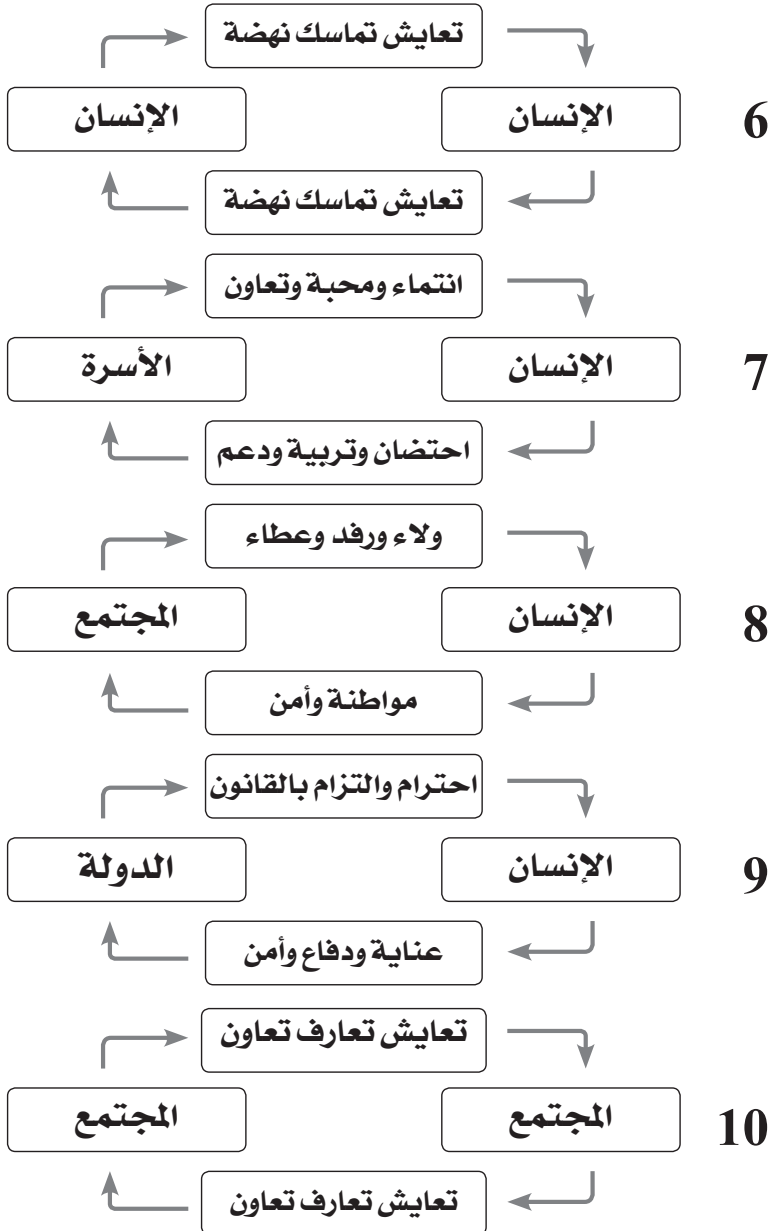 تعايش تماسك نهضة
6 الإنسان الإنسان
تعايش تماسك نهضة
انتماء ومحبة وتعاون
7 الإنسان الأسرة
احتضان وتربية ودعم
ولاء ورفد وعطاء
8 الإنسان المجتمع
مواطنة وأمن
احترام والتزام بالقانون
9 الإنسان الدولة
عناية ودفاع وأمن
تعايش تعارف تعاون
10 المجتمع المجتمع
تعايش تعارف تعاون